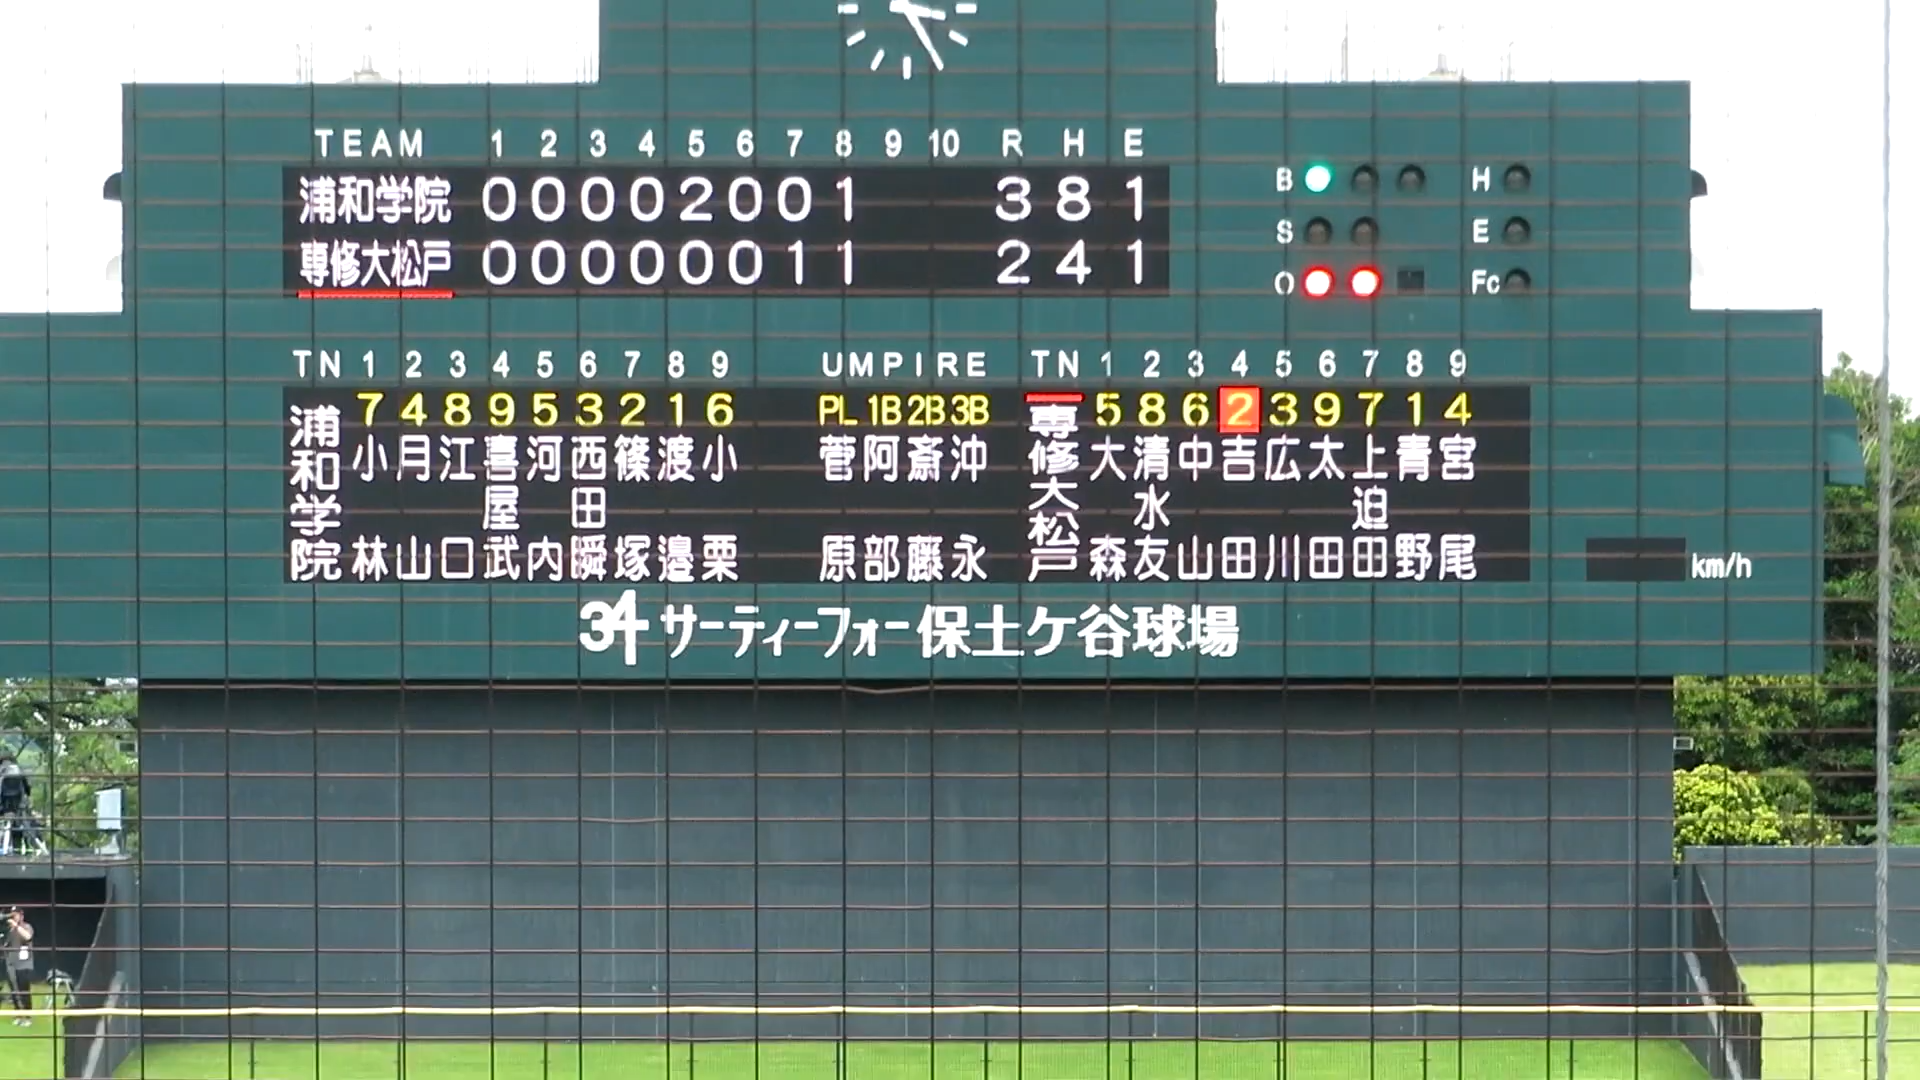 TEAM 1 2 3 4 5 6 7 8 9 10 R H E
浦和学院 0 0 0 0 2 0 0 1 3 8 1
専修大松戸 0 0 0 0 0 0 1 1 2 4 1
B H
S E
O Fc
TN 1 2 3 4 5 6 7 8 9
浦和学院
7 小林
4 月山
8 江口
9 喜屋武
5 河内
3 西田瞬
2 篠塚
1 渡邉
6 小栗
UMPIRE
PL 菅原
1B 阿部
2B 斎藤
3B 沖永
TN 1 2 3 4 5 6 7 8 9
専修大松戸
5 大森
8 清水友
6 中山
2 吉田
3 広川
9 太田
7 上迫田
1 青野
4 宮尾
km/h
34 サーティーフォー保土ケ谷球場